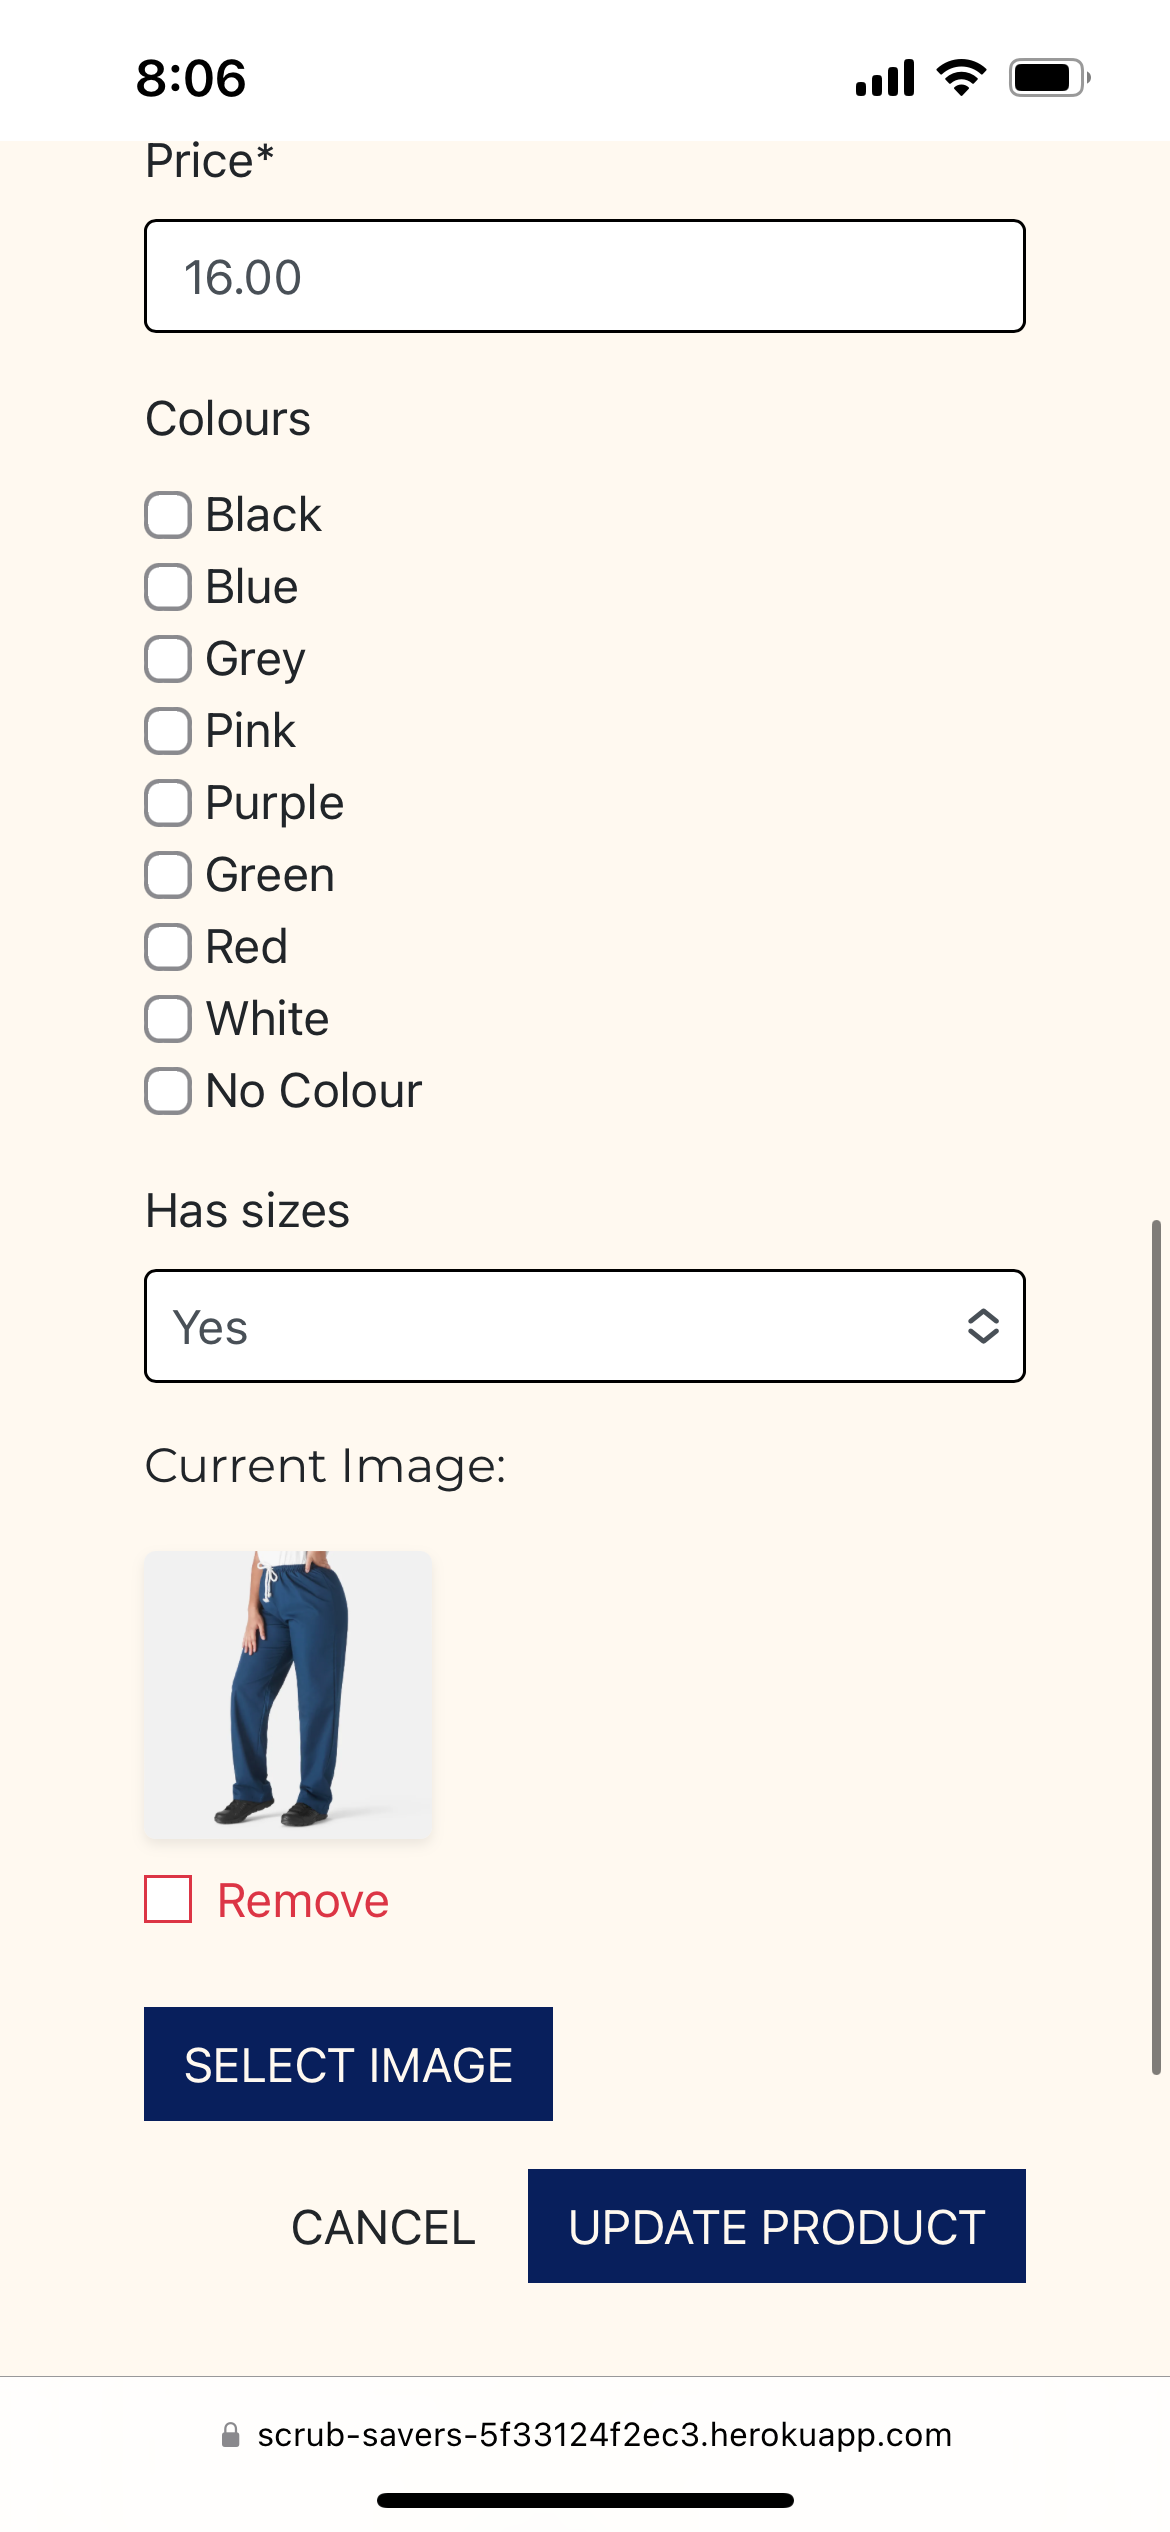 8:06
Price*
16.00
Colours
Black
Blue
Grey
Pink
Purple
Green
Red
White
No Colour
Has sizes
Yes
Current Image:
Remove
SELECT IMAGE
CANCEL
UPDATE PRODUCT
scrub-savers-5f33124f2ec3.herokuapp.com